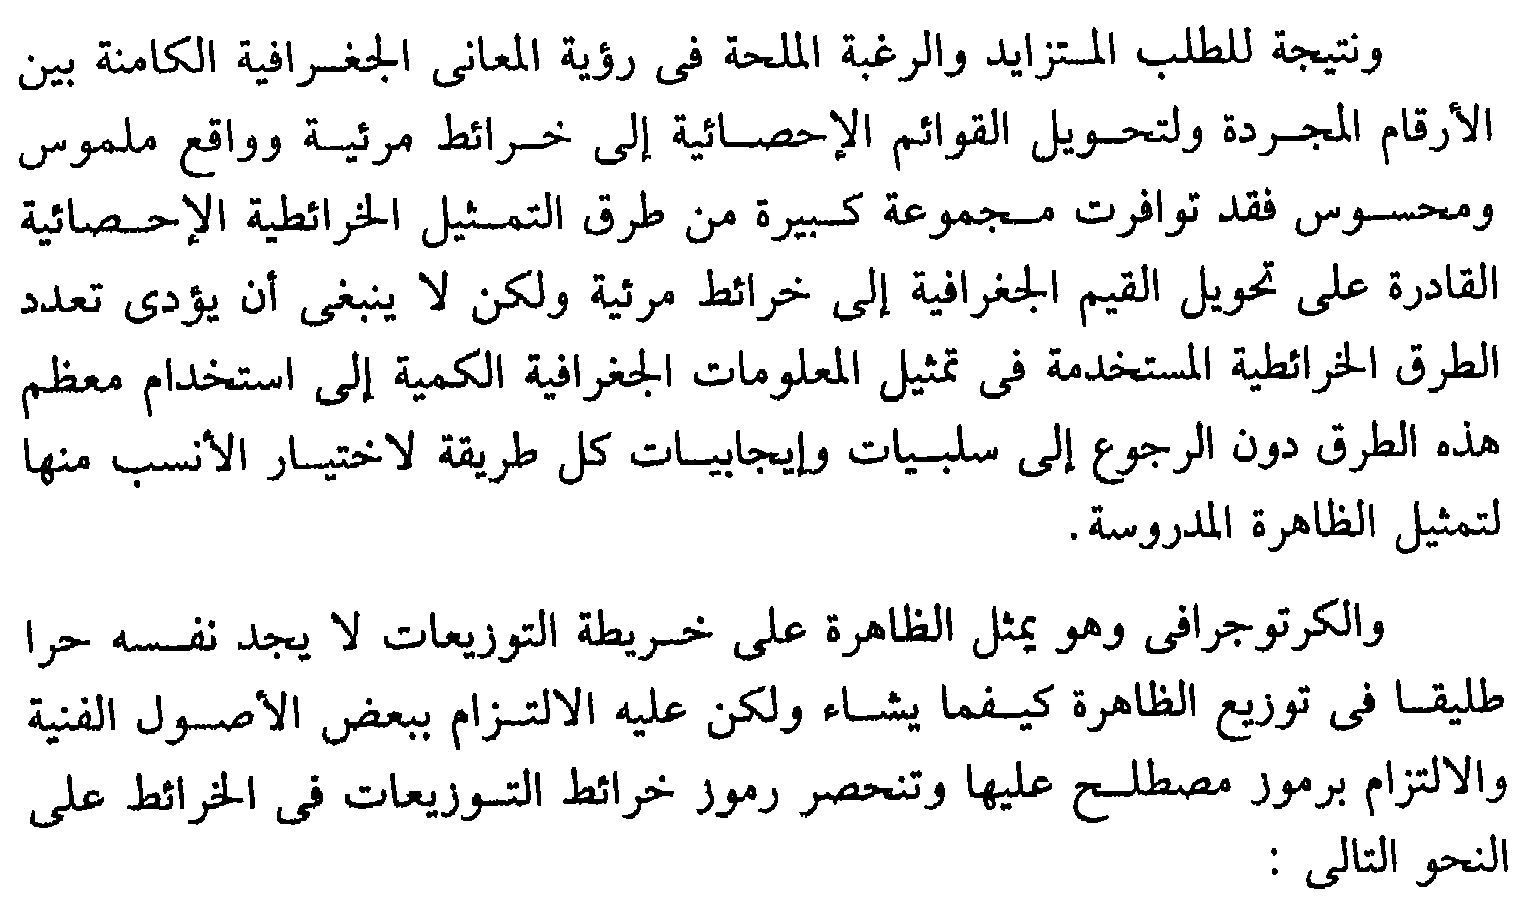 ونتيجة للطلب المتزايد والرغبة الملحة فى رؤية المعانى الجغرافية الكامنة بين
الأرقام المجردة ولتحويل القوائم الإحصائية إلى خرائط مرئية وواقع ملموس
ومحسوس فقد توافرت مجموعة كبيرة من طرق التمثيل الخرائطية الإحصائية
القادرة على تحويل القيم الجغرافية إلى خرائط مرئية ولكن لا ينبغى أن يؤدى تعدد
الطرق الخرائطية المستخدمة فى تمثيل المعلومات الجغرافية الكمية إلى استخدام معظم
هذه الطرق دون الرجوع إلى سلبيات وإيجابيات كل طريقة لاختيار الأنسب منها
لتمثيل الظاهرة المدروسة .
والكرتوجرافى وهو يمثل الظاهرة على خريطة التوزيعات لا يجد نفسه حرا
طليقا فى توزيع الظاهرة كيفما يشاء ولكن عليه الالتزام ببعض الأصول الفنية
والالتزام برموز مصطلح عليها وتنحصر رموز خرائط التوزيعات فى الخرائط على
النحو التالى :